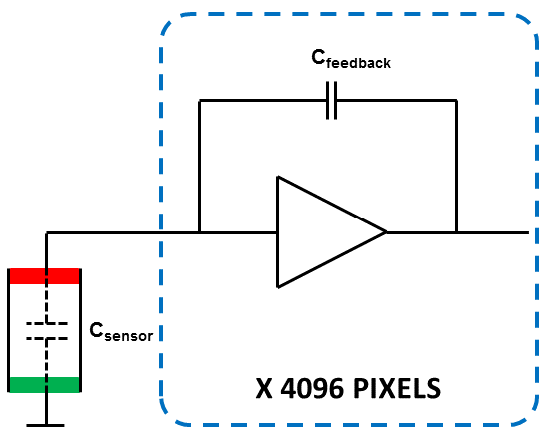 Cfeedback
Csensor
X 4096 PIXELS